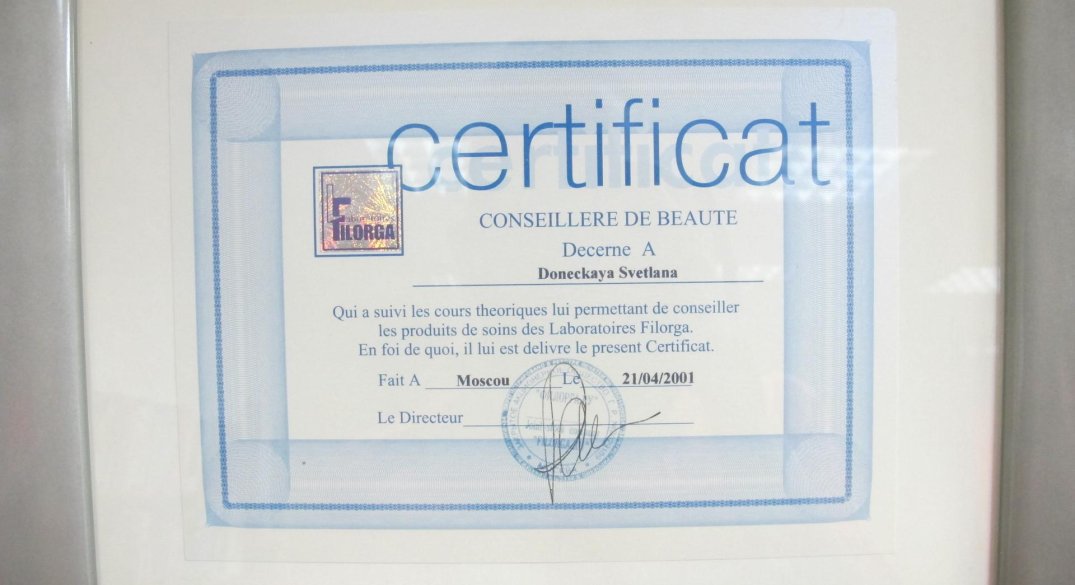 certificat
Laboratoires
FILORGA
CONSEILLERE DE BEAUTE
Decerne A
Doneckaya Svetlana
Qui a suivi les cours theoriques lui permettant de conseiller
les produits de soins des Laboratoires Filorga.
En foi de quoi, il lui est delivre le present Certificat.
Fait A Moscou Le 21/04/2001
Le Directeur